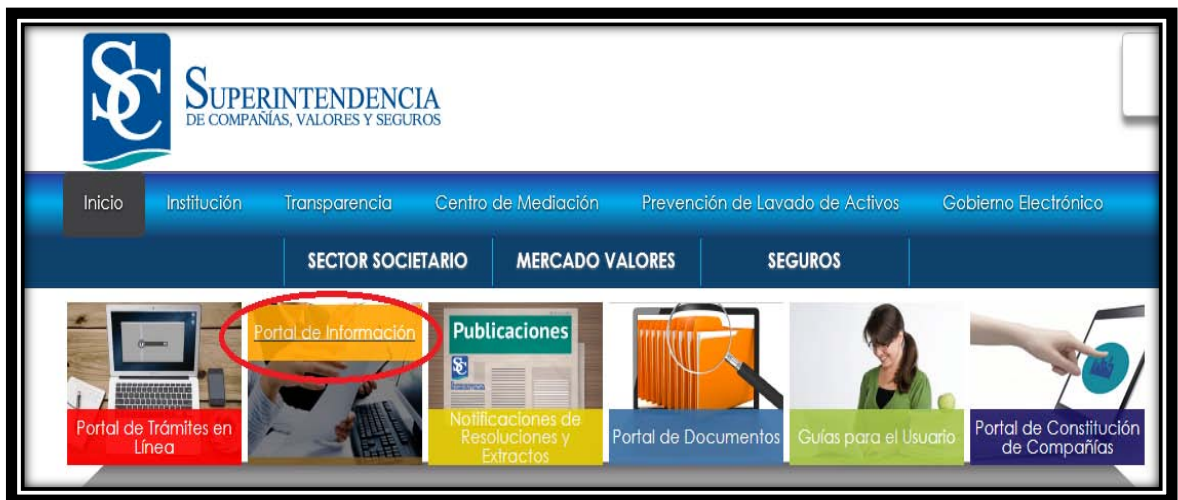 SC
SUPERINTENDENCIA
DE COMPAÑÍAS, VALORES Y SEGUROS
Inicio Institución Transparencia Centro de Mediación Prevención de Lavado de Activos Gobierno Electrónico
SECTOR SOCIETARIO MERCADO VALORES SEGUROS
Portal de Trámites en
Línea
Portal de Información
Publicaciones
SC
Notificaciones de
Resoluciones y
Extractos
Portal de Documentos
Guías para el Usuario
Portal de Constitución
de Compañías